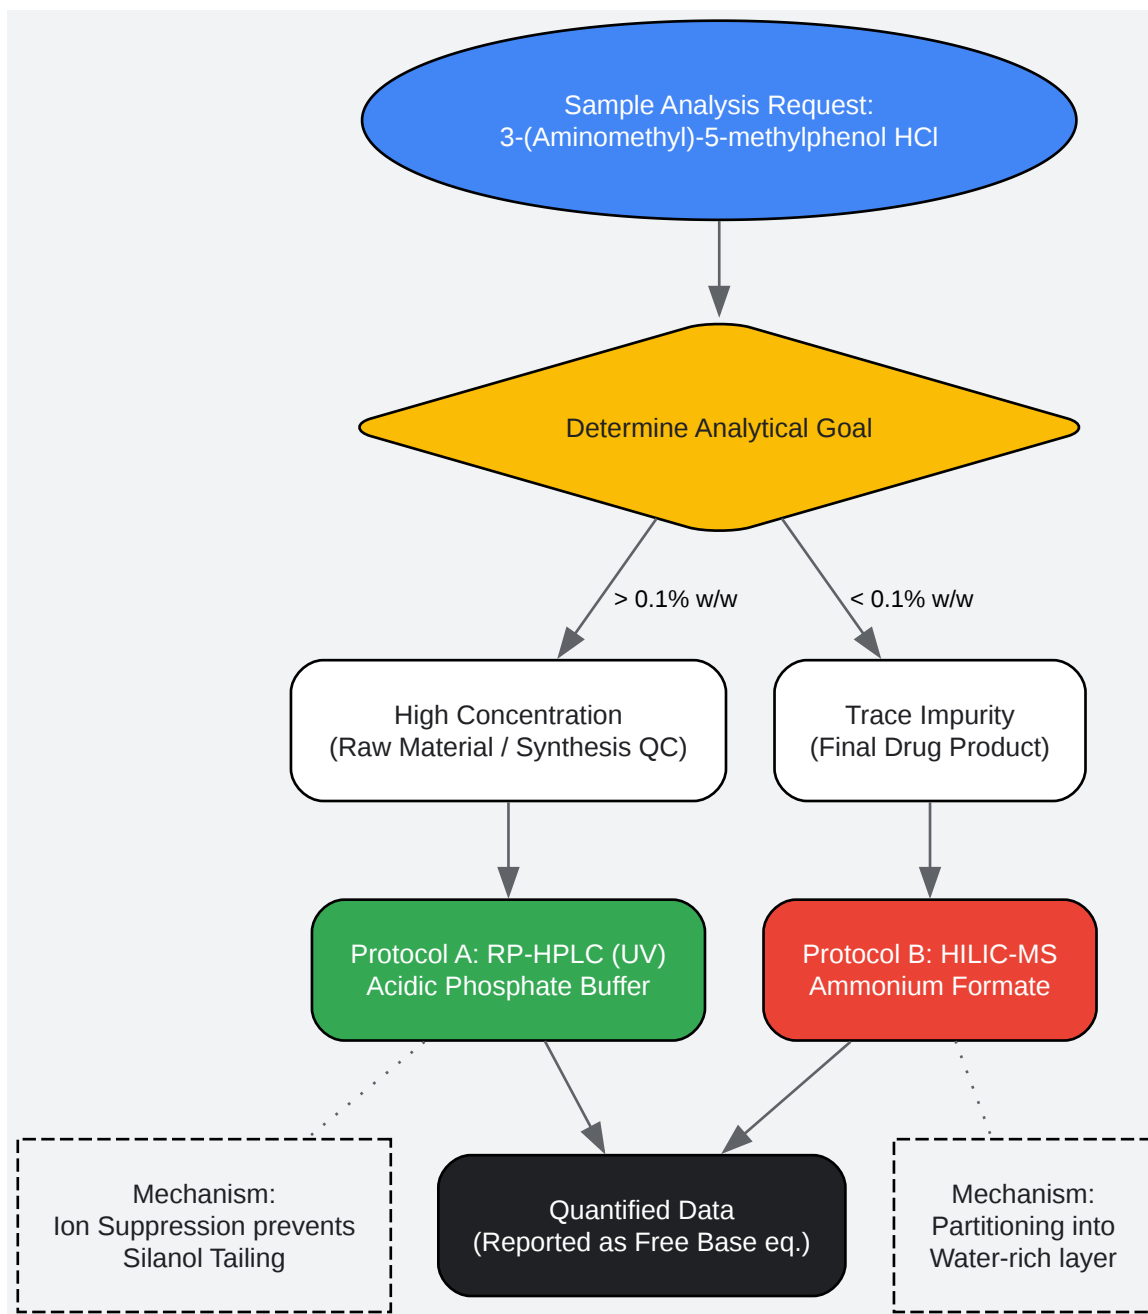 Sample Analysis Request:
3-(Aminomethyl)-5-methylphenol HCl
Determine Analytical Goal
> 0.1% w/w
< 0.1% w/w
High Concentration
(Raw Material / Synthesis QC)
Trace Impurity
(Final Drug Product)
Protocol A: RP-HPLC (UV)
Acidic Phosphate Buffer
Protocol B: HILIC-MS
Ammonium Formate
Mechanism:
Ion Suppression prevents
Silanol Tailing
Quantified Data
(Reported as Free Base eq.)
Mechanism:
Partitioning into
Water-rich layer